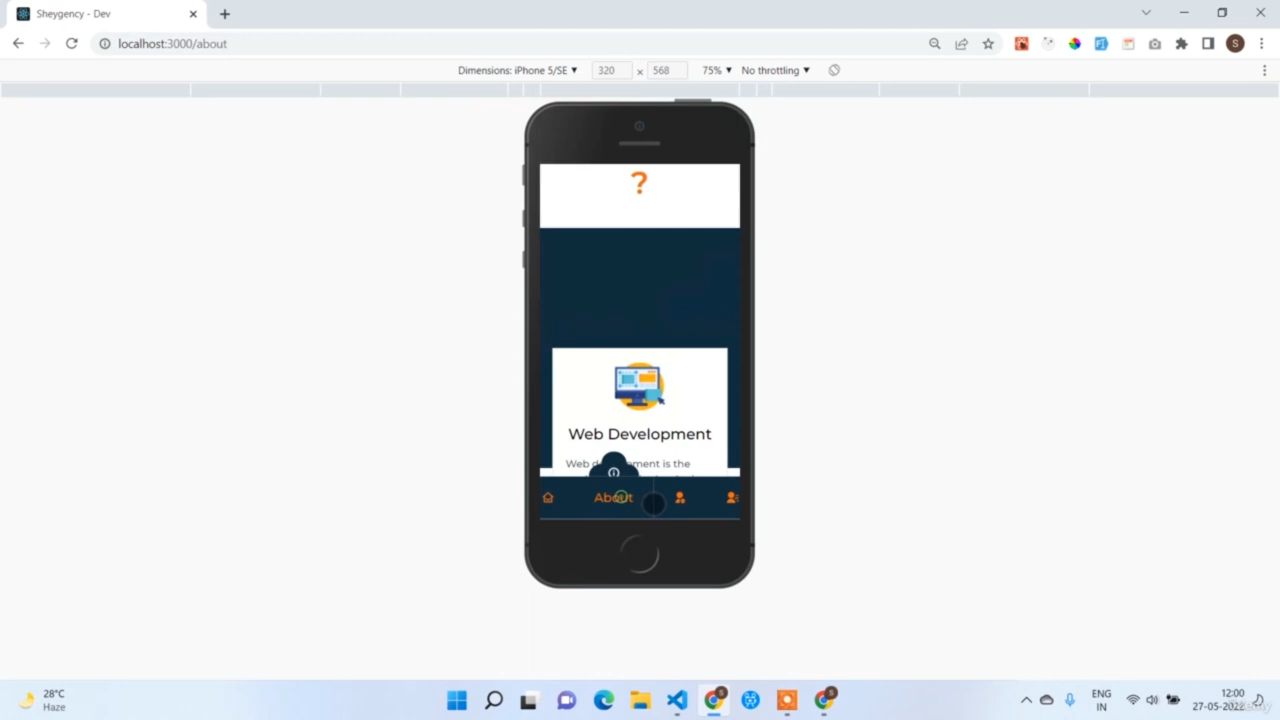 Sheygency - Dev
localhost:3000/about
S
Dimensions: iPhone 5/SE ▼ 320 x 568 75% ▼ No throttling ▼
?
Web Development
ment is the
About
28°C
Haze
ENG
IN
12:00
27-05-2022